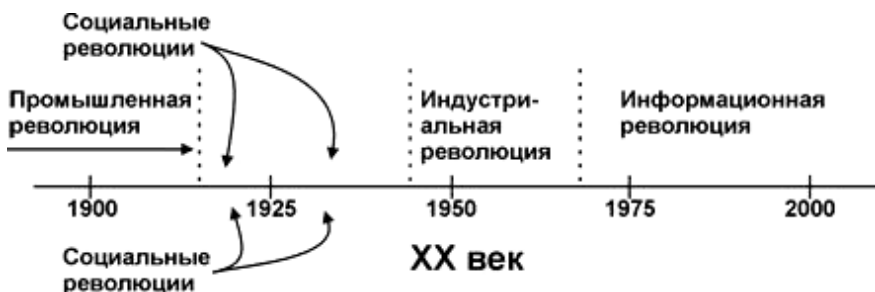 Социальные
революции
Промышленная
революция
Индустри-
альная
революция
Информационная
революция
1900 1925 1950 1975 2000
Социальные
революции
XX век